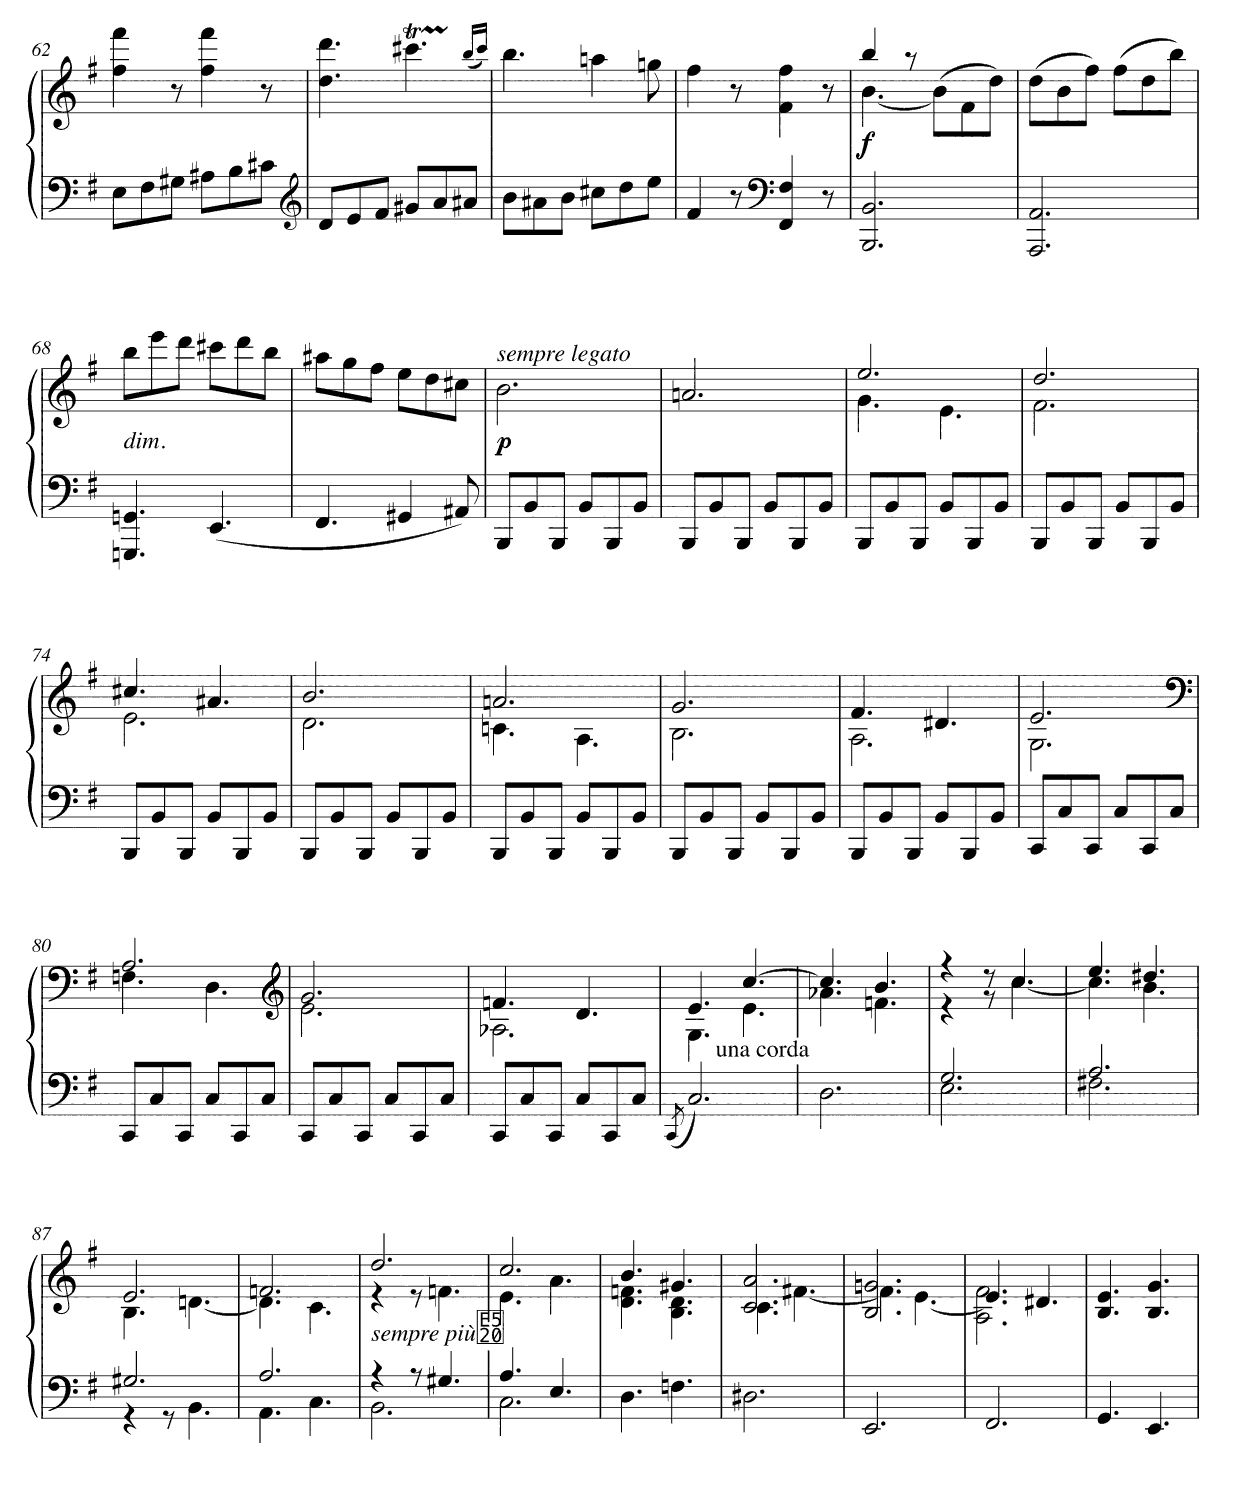 62
tr
f
68
dim.
sempre legato
p
74
80
una corda
87
sempre più
E5
20